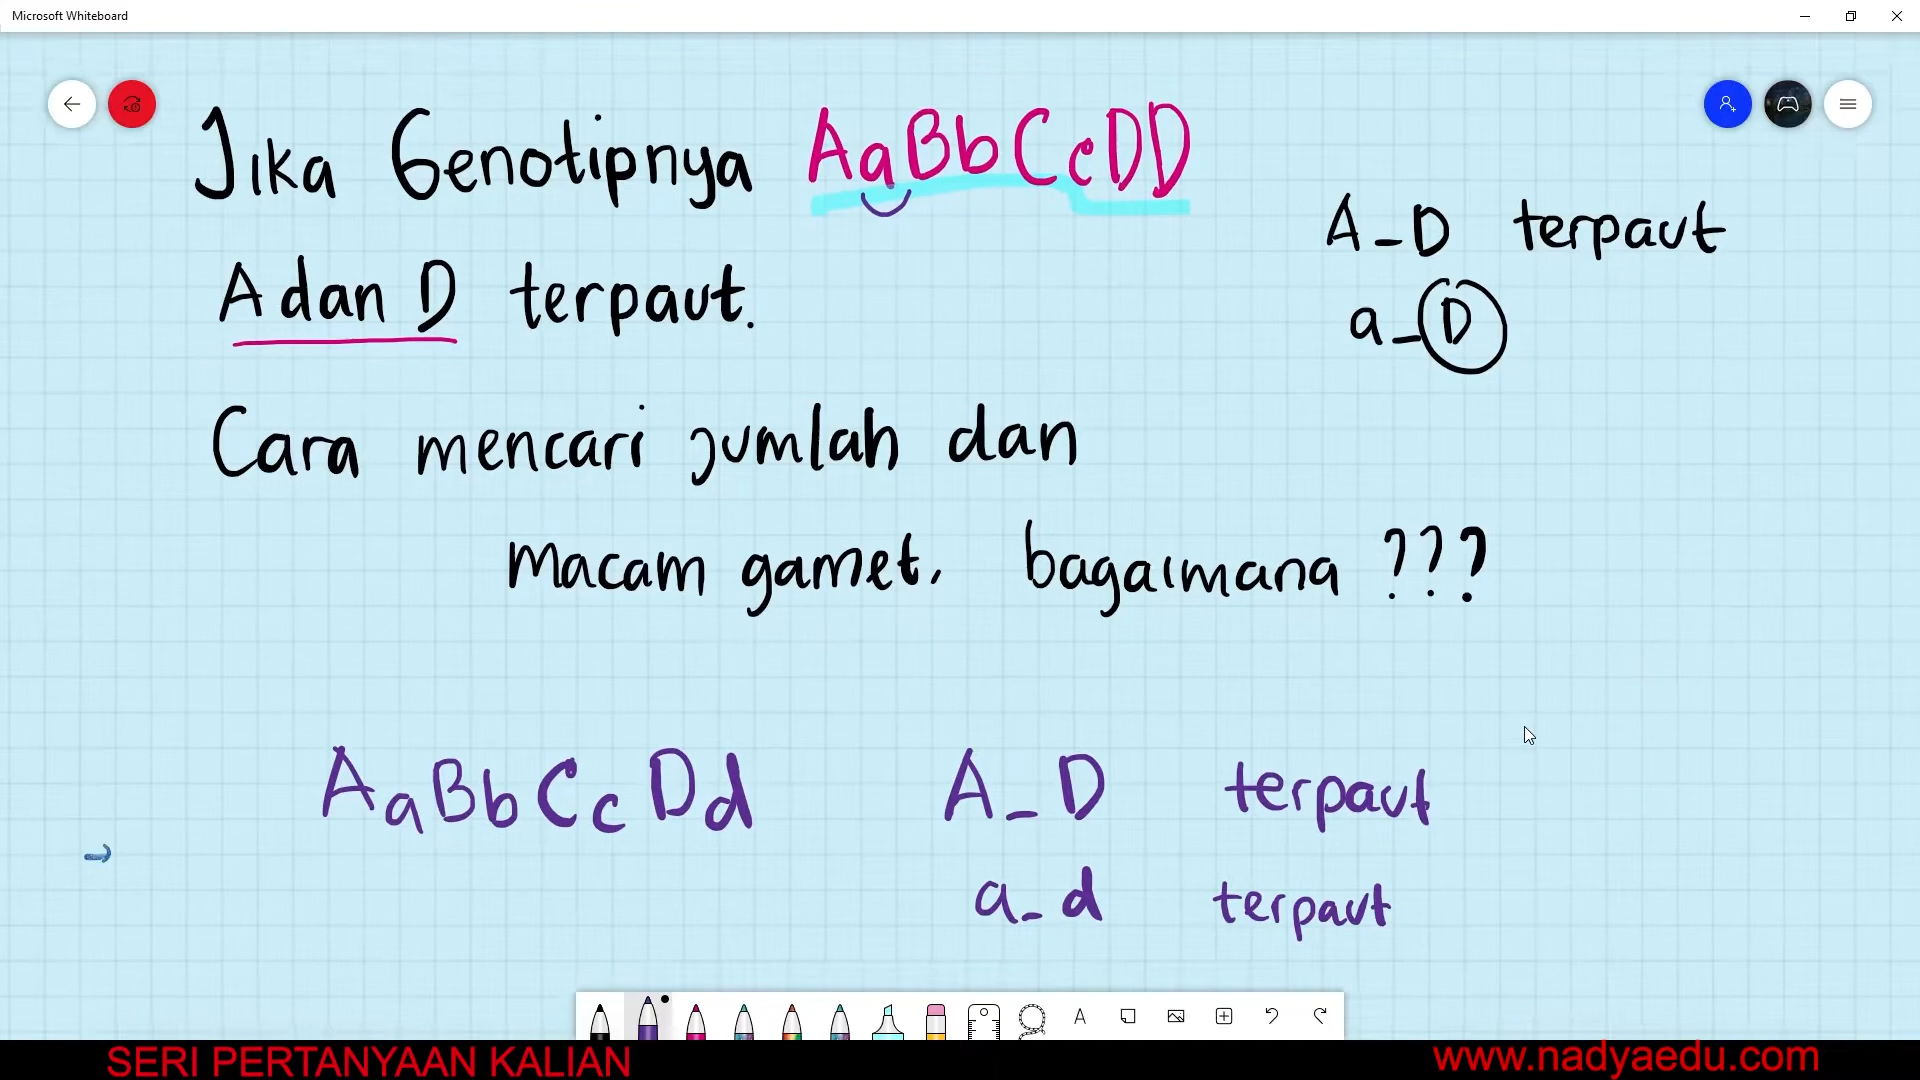 Microsoft Whiteboard
Jika Genotipnya AaBbCcDD
A dan D terpaut.
A_D terpaut
a_D
Cara mencari jumlah dan
macam gamet, bagaimana ???
AaBbCcDd
A_D terpaut
a_d terpaut
SERI PERTANYAAN KALIAN
www.nadyaedu.com